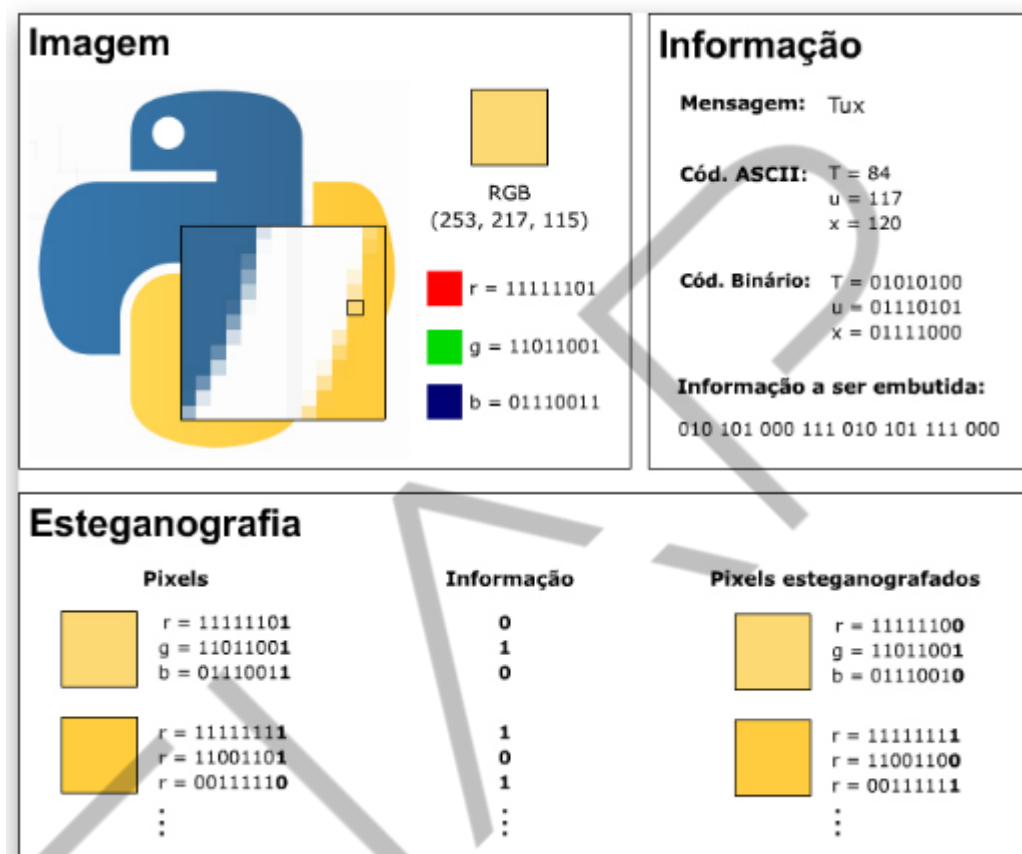 Imagem
RGB
(253, 217, 115)
r = 11111101
g = 11011001
b = 01110011
Informação
Mensagem: Tux
Cód. ASCII: T = 84
u = 117
x = 120
Cód. Binário: T = 01010100
u = 01110101
x = 01111000
Informação a ser embutida:
010 101 000 111 010 101 111 000
Esteganografia
Pixels Informação Pixels esteganografados
r = 11111101 0 r = 11111100
g = 11011001 1 g = 11011001
b = 01110011 0 b = 01110010
r = 11111111 1 r = 11111111
r = 11001101 0 r = 11001100
r = 00111110 1 r = 00111111